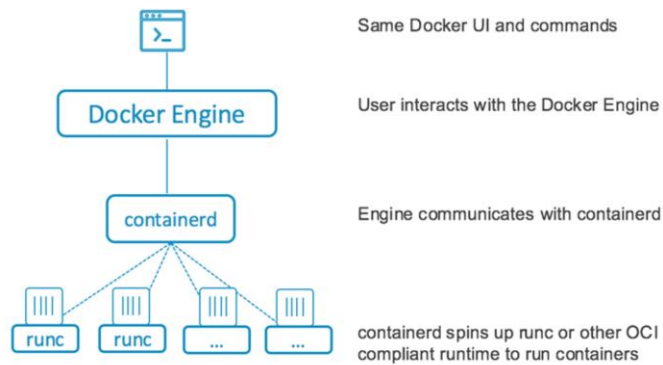 >_
Same Docker UI and commands
Docker Engine
User interacts with the Docker Engine
containerd
Engine communicates with containerd
runc
runc
...
...
containerd spins up runc or other OCI
compliant runtime to run containers